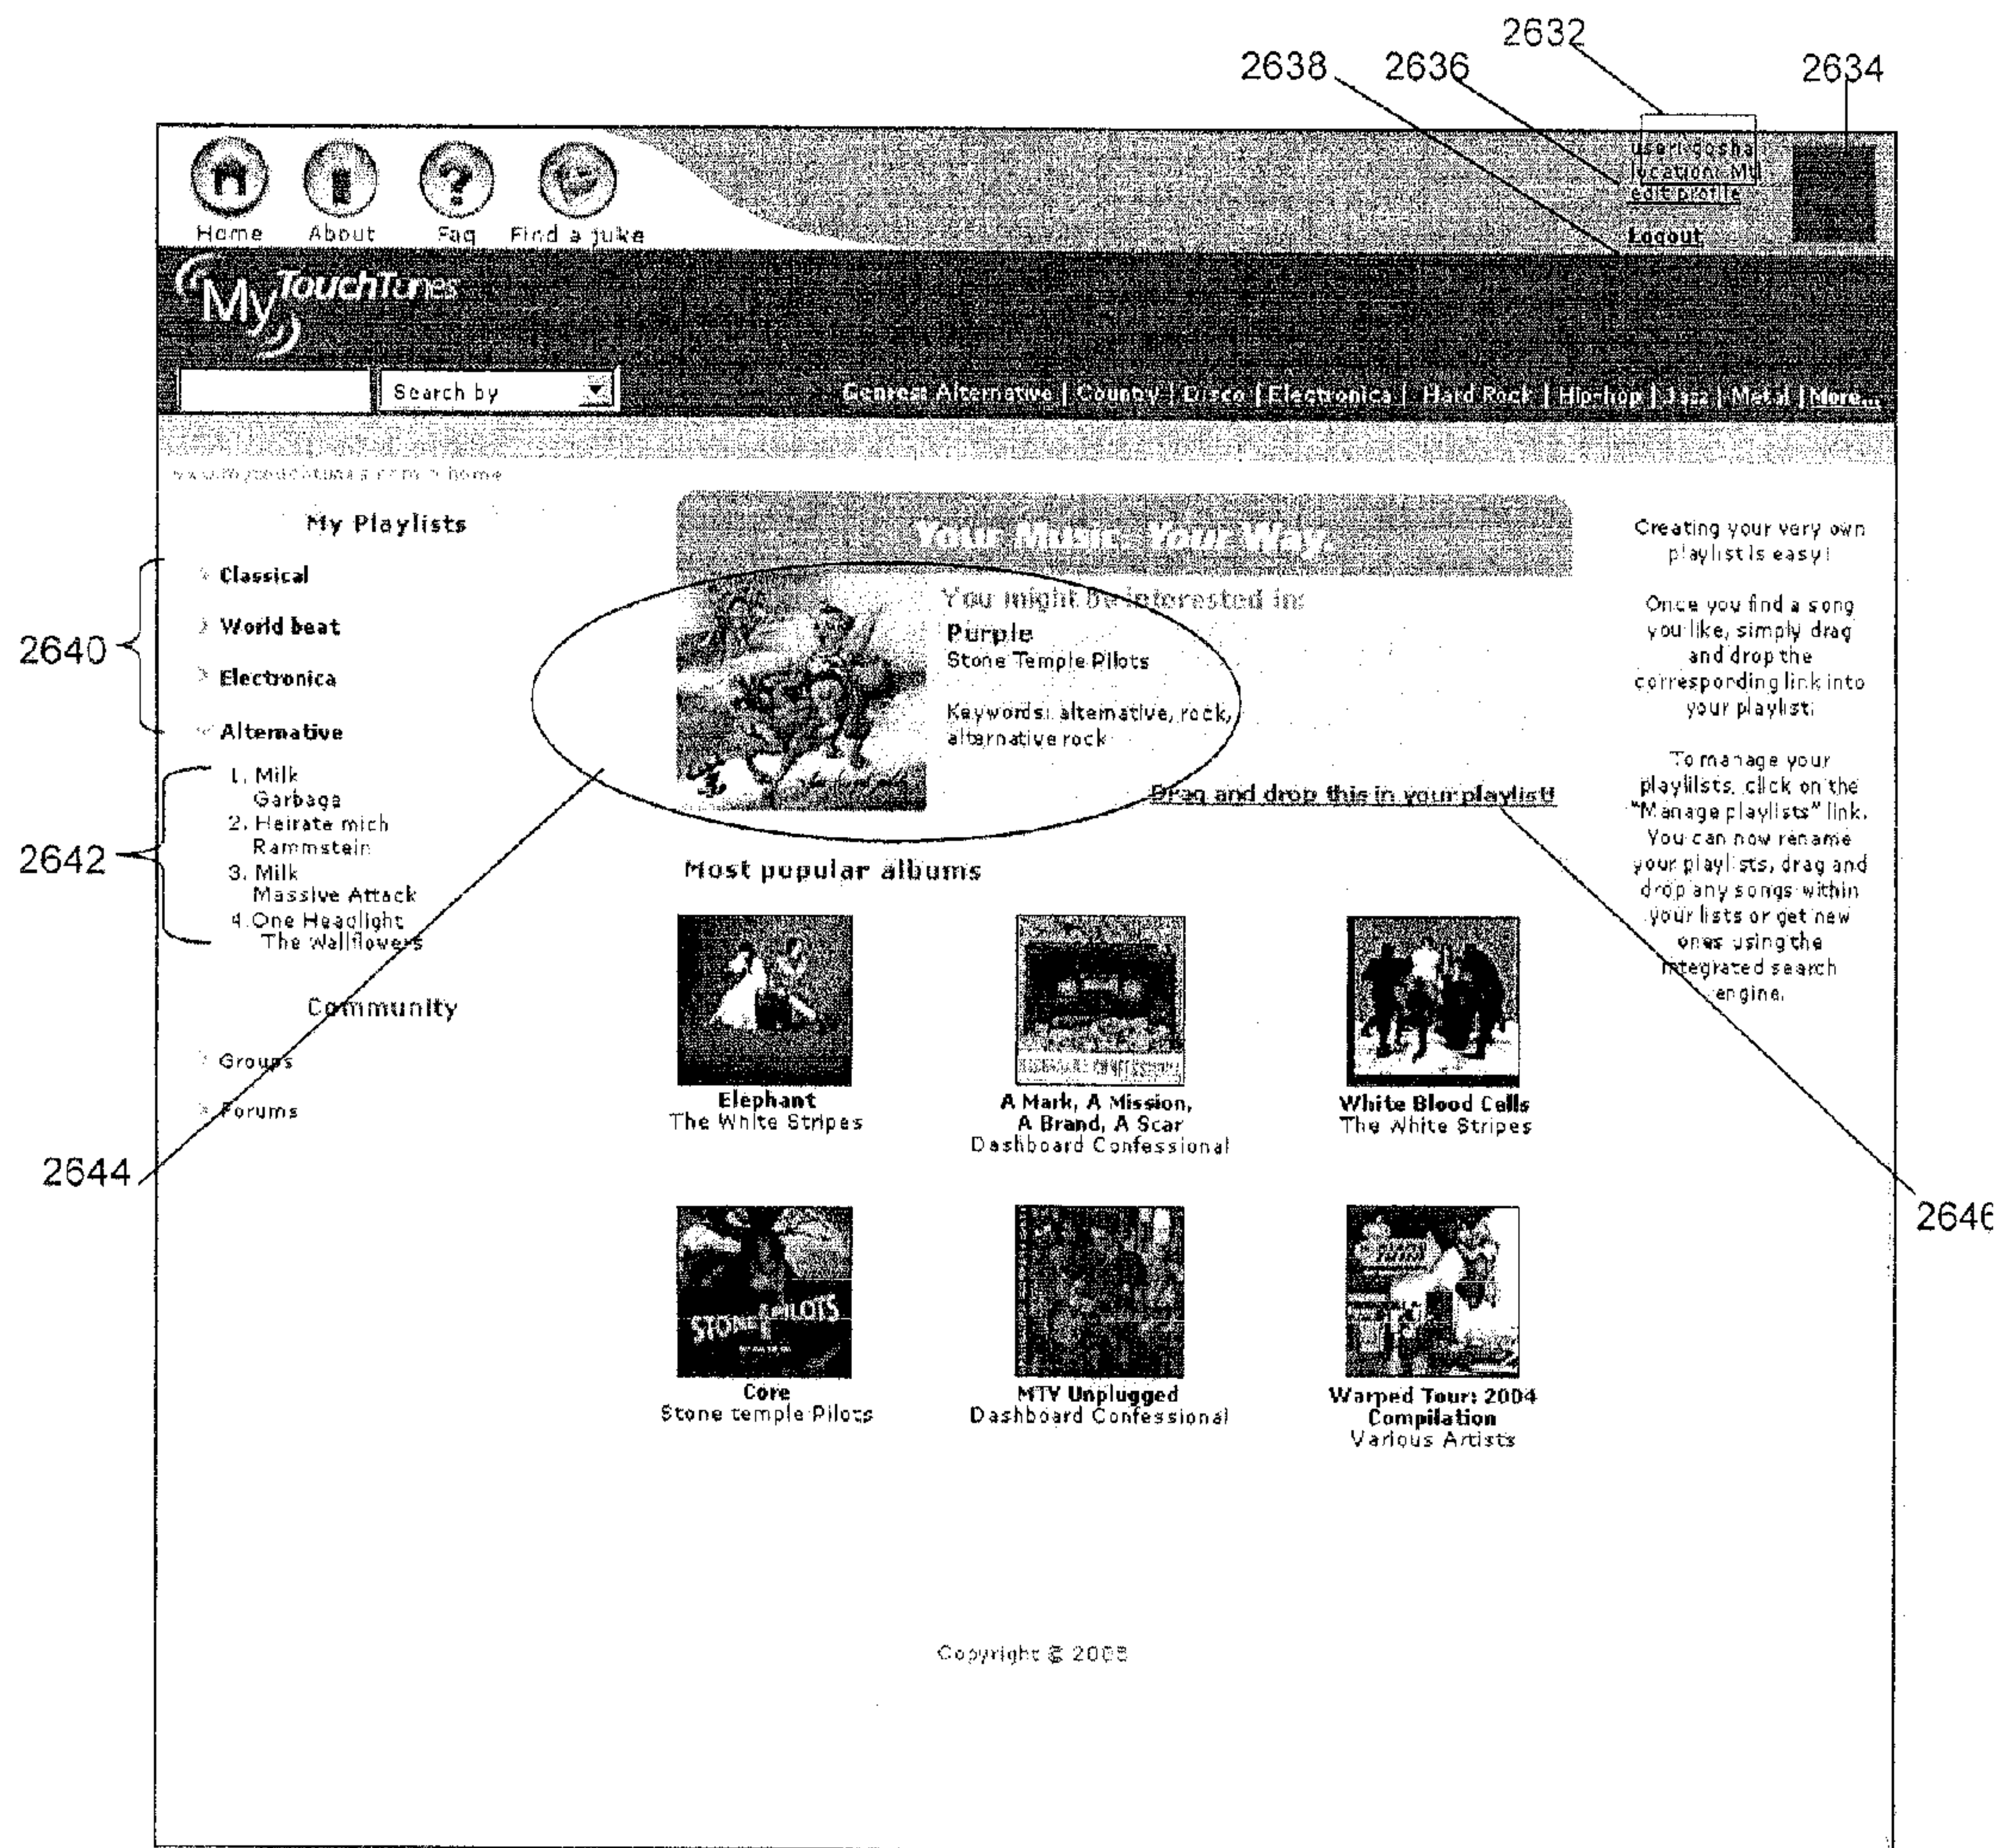 2632
2638 2636 2634
location: My
edit profile
Logout
Home About Faq Find a juke
My TouchTunes
Search by
Genres: Alternative | Country | Disco | Electronica | Hard Rock | Hip-hop | Jazz | Metal | More...
My Playlists
Classical
World beat
Electronica
Alternative
2640
1. Milk
Garbage
2. Heirate mich
Rammstein
3. Milk
Massive Attack
4. One Headlight
The Wallflowers
2642
Community
Groups
Forums
2644
Your Music. Your Way.
You might be interested in:
Purple
Stone Temple Pilots
Keywords: alternative, rock,
alternative rock
Drag and drop this in your playlist!
Most popular albums
Elephant
The White Stripes
A Mark, A Mission,
A Brand, A Scar
Dashboard Confessional
White Blood Cells
The White Stripes
STONE PILOTS
Core
Stone temple Pilots
MTV Unplugged
Dashboard Confessional
Warped Tour: 2004
Compilation
Various Artists
Creating your very own
playlist is easy!
Once you find a song
you like, simply drag
and drop the
corresponding link into
your playlist.
To manage your
playlilsts, click on the
"Manage playlists" link.
You can now rename
your playlists, drag and
drop any songs within
your lists or get new
ones using the
integrated search
engine.
2646
Copyright ©